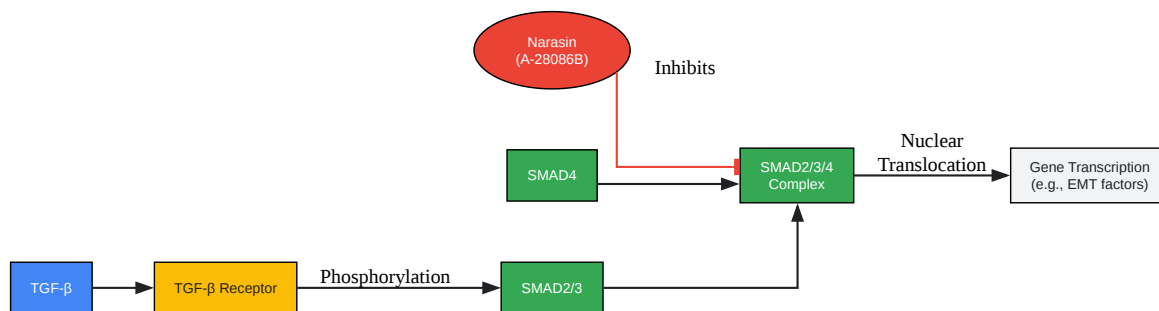 Narasin
(A-28086B)
Inhibits
SMAD4
SMAD2/3/4
Complex
Nuclear
Translocation
Gene Transcription
(e.g., EMT factors)
TGF-β
TGF-β Receptor
Phosphorylation
SMAD2/3